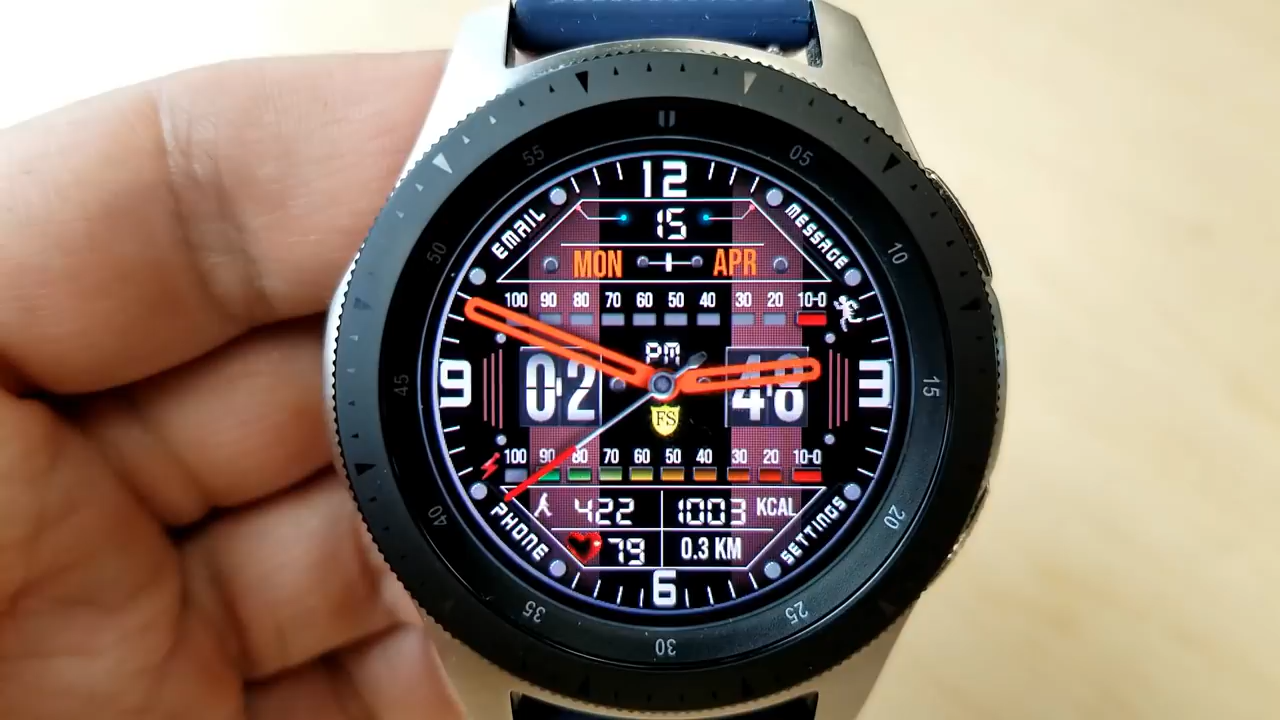 55 05
12
15
EMAIL MESSAGE
50 10
MON APR
100 90 80 70 60 50 40 30 20 10-0
PM
45 9 02 48 3 15
FS
100 90 80 70 60 50 40 30 20 10-0
422 1003 KCAL
PHONE SETTINGS
40 20
79 0.3 KM
6
35 25
30